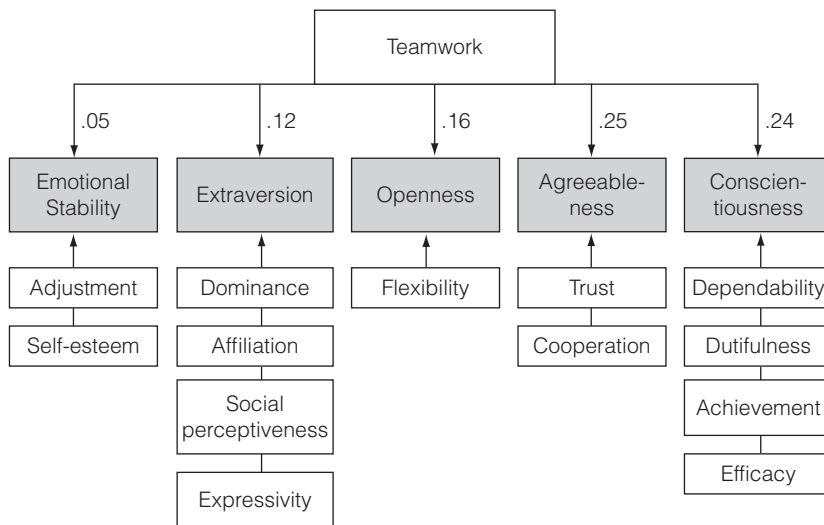 Teamwork
.05
.12
.16
.25
.24
Emotional
Stability
Extraversion
Openness
Agreeable-
ness
Conscien-
tiousness
Adjustment
Dominance
Flexibility
Trust
Dependability
Self-esteem
Affiliation
Cooperation
Dutifulness
Social
perceptiveness
Achievement
Expressivity
Efficacy